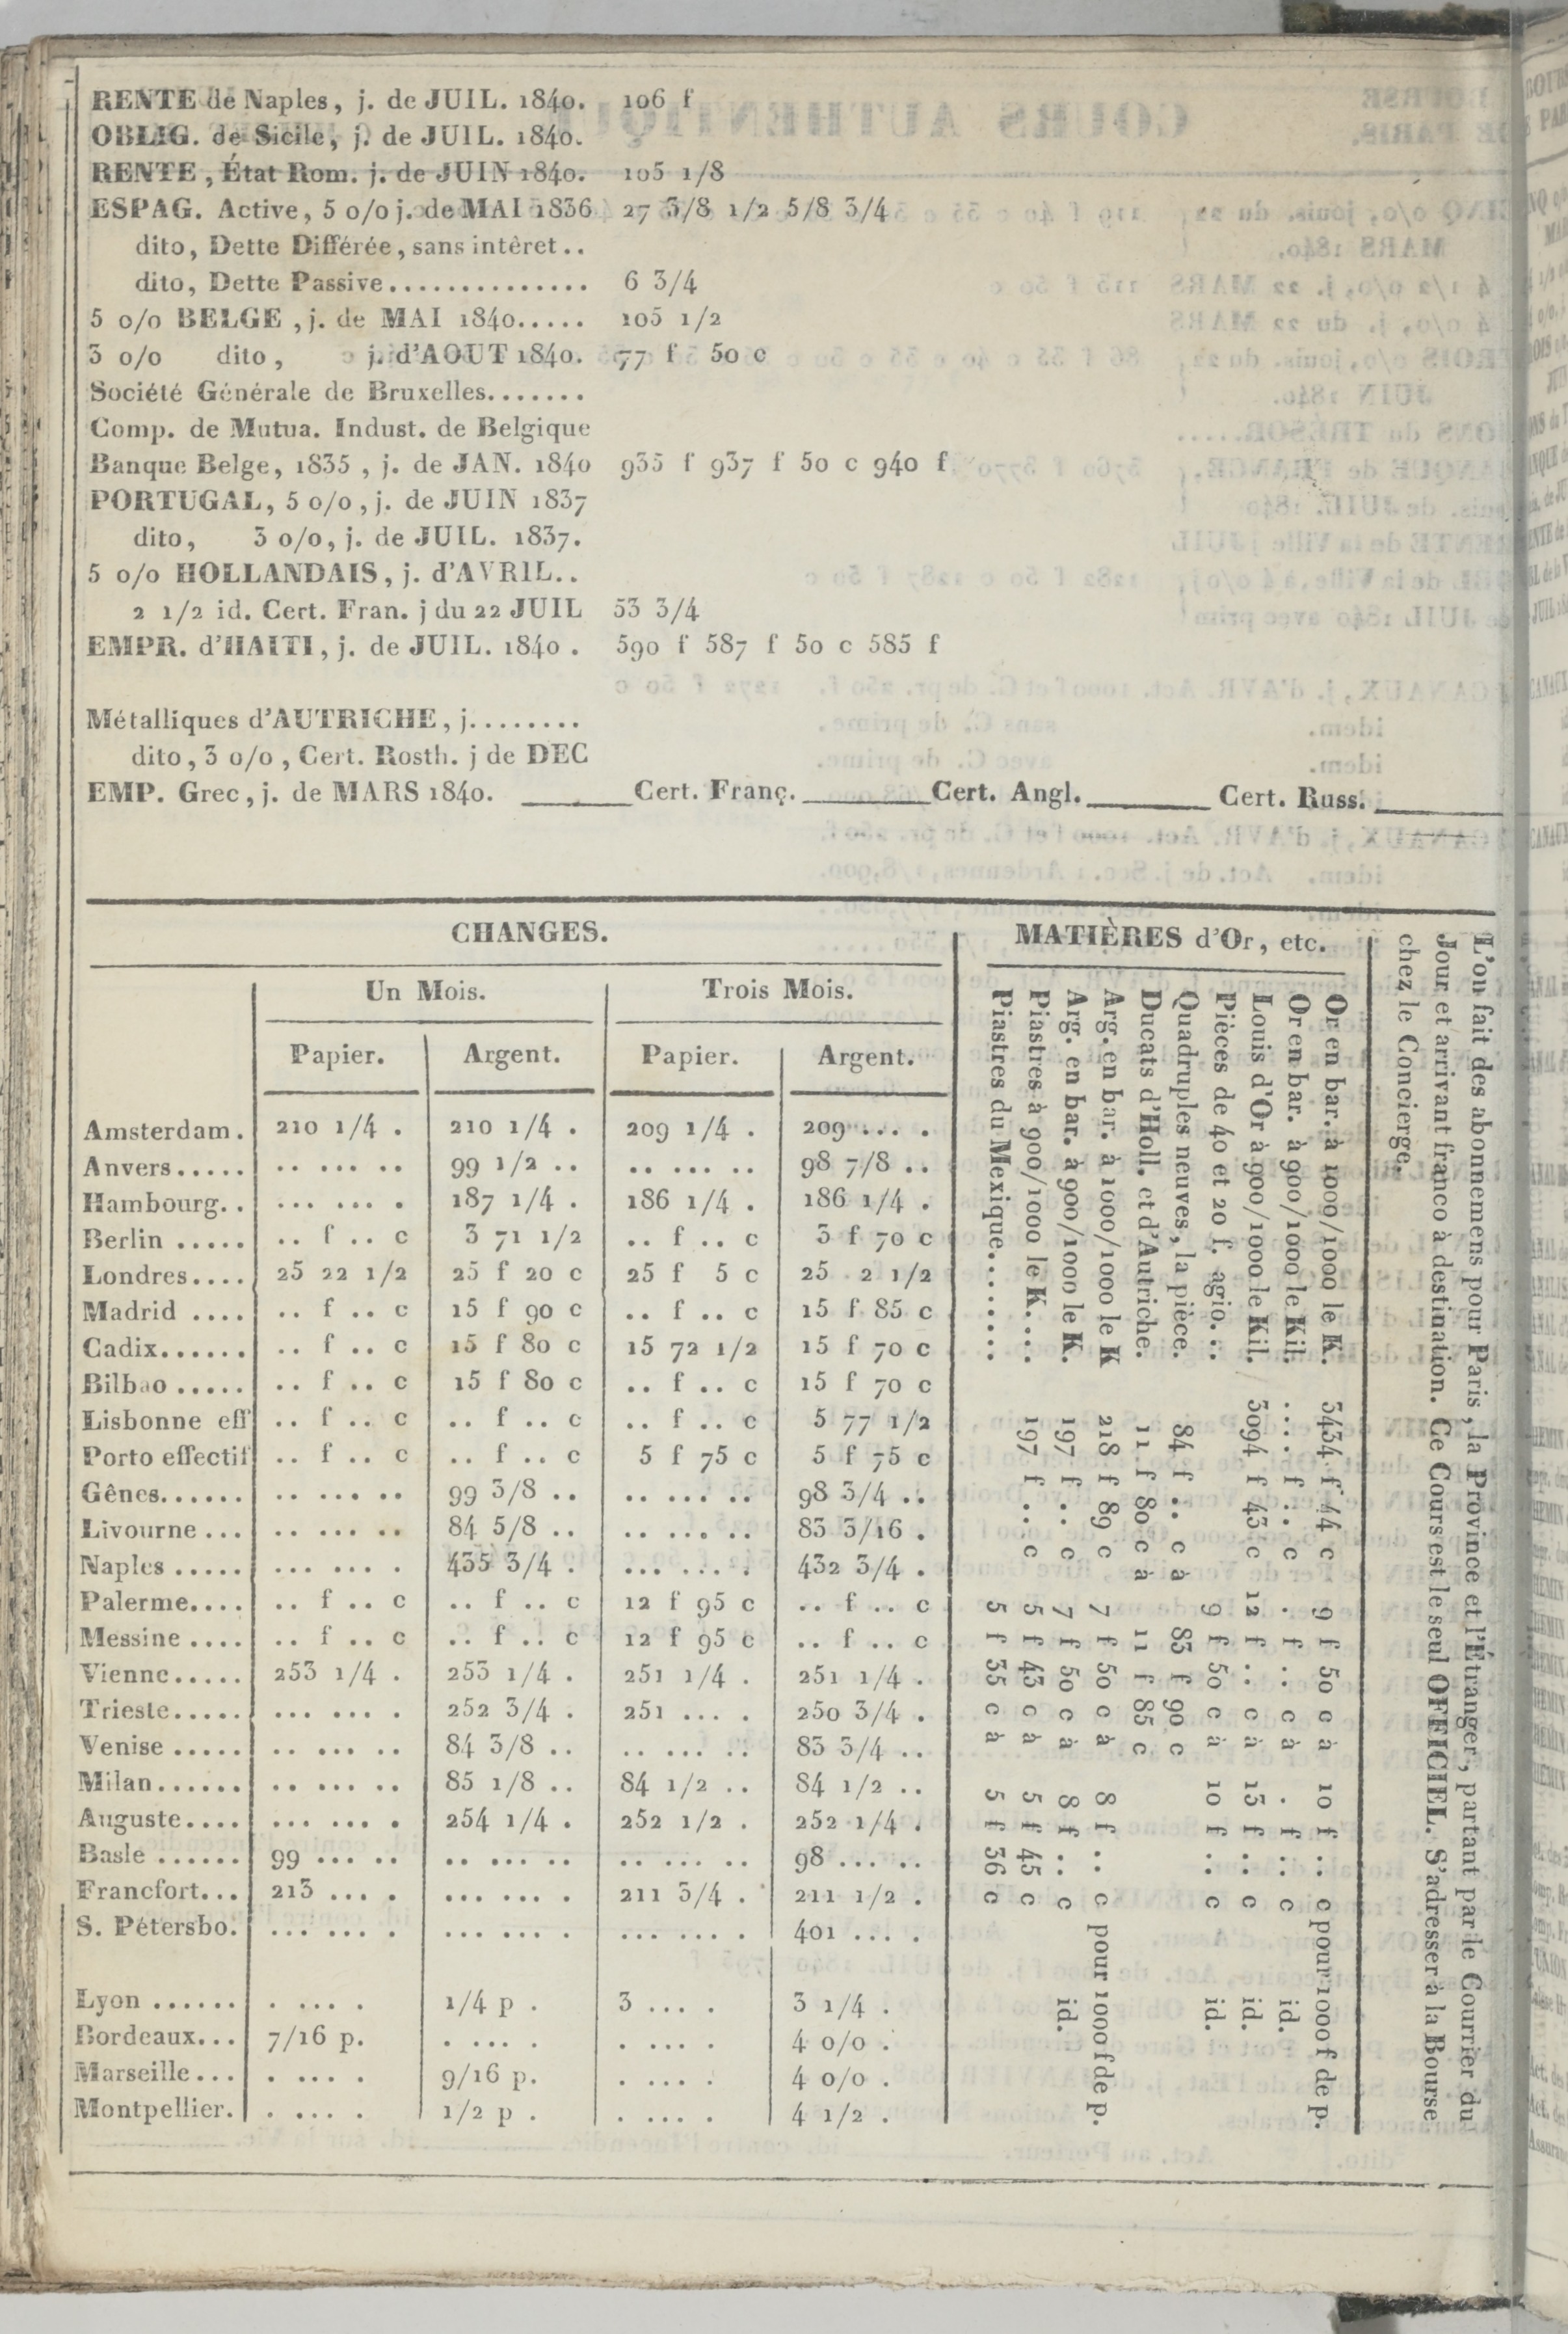 RENTE de Naples, j. de JUIL. 1840. 106 f
OBLIG. de Sicile, j. de JUIL. 1840.
RENTE, État Rom. j. de JUIN 1840. 105 1/8
ESPAG. Active, 5 o/o j. de MAI 1836 27 3/8 1/2 5/8 3/4
dito, Dette Différée, sans intêret..
dito, Dette Passive.............. 6 3/4
5 o/o BELGE, j. de MAI 1840..... 105 1/2
3 o/o dito, j. d'AOUT 1840. 77 f 50 c
Société Générale de Bruxelles.......
Comp. de Mutua. Indust. de Belgique
Banque Belge, 1835, j. de JAN. 1840 935 f 937 f 50 c 940 f
PORTUGAL, 5 o/o, j. de JUIN 1837
dito, 3 o/o, j. de JUIL. 1837.
5 o/o HOLLANDAIS, j. d'AVRIL..
2 1/2 id. Cert. Fran. j du 22 JUIL 53 3/4
EMPR. d'HAITI, j. de JUIL. 1840 . 590 f 587 f 50 c 585 f
Métalliques d'AUTRICHE, j........
dito, 3 o/o, Cert. Rosth. j de DEC
EMP. Grec, j. de MARS 1840. ______ Cert. Franç. ______ Cert. Angl. ______ Cert. Russ. ______
CHANGES.
Un Mois. Trois Mois.
Papier. Argent. Papier. Argent.
Amsterdam. 210 1/4 . 210 1/4 . 209 1/4 . 209 ... .
Anvers..... .. ... .. 99 1/2 .. .. ... .. 98 7/8 ..
Hambourg.. ... ... . 187 1/4 . 186 1/4 . 186 1/4 .
Berlin ..... .. f .. c 3 71 1/2 .. f .. c 3 f 70 c
Londres.... 25 22 1/2 25 f 20 c 25 f 5 c 25 2 1/2
Madrid .... .. f .. c 15 f 90 c .. f .. c 15 f 85 c
Cadix...... .. f .. c 15 f 80 c 15 72 1/2 15 f 70 c
Bilbao ..... .. f .. c 15 f 80 c .. f .. c 15 f 70 c
Lisbonne eff .. f .. c .. f .. c .. f .. c 5 77 1/2
Porto effectif .. f .. c .. f .. c 5 f 75 c 5 f 75 c
Gênes...... .. ... .. 99 3/8 .. .. ... .. 98 3/4 ..
Livourne ... .. ... .. 84 5/8 .. .. ... .. 83 3/16 .
Naples ..... ... ... . 435 3/4 . ... ... . 432 3/4 .
Palerme.... .. f .. c .. f .. c 12 f 95 c .. f .. c
Messine .... .. f .. c .. f .. c 12 f 95 c .. f .. c
Vienne..... 253 1/4 . 253 1/4 . 251 1/4 . 251 1/4 .
Trieste..... ... ... . 252 3/4 . 251 ... . 250 3/4 .
Venise ..... .. ... .. 84 3/8 .. .. ... .. 83 3/4 ..
Milan...... .. ... .. 85 1/8 .. 84 1/2 .. 84 1/2 ..
Auguste.... ... ... . 254 1/4 . 252 1/2 . 252 1/4 .
Basle ...... 99 ... .. .. ... .. .. ... .. 98 ... ..
Francfort... 213 ... . ... ... . 211 3/4 . 211 1/2 .
S. Pétersbo. ... ... . ... ... . ... ... . 401 ... .
Lyon ...... . ... . 1/4 p . 3 ... . 3 1/4 .
Bordeaux... 7/16 p. . ... . . ... . 4 o/o .
Marseille... . ... . 9/16 p. . ... . 4 o/o .
Montpellier. . ... . 1/2 p . . ... . 4 1/2 .
MATIÈRES d'Or, etc.
Or en bar. à 1000/1000 le K. 3434 f 44 c 9 f 50 c à 10 f .. c pour 1000 f de p.
Or en bar. à 900/1000 le Kil. .... f .. c . f .. c à . f .. c id.
Louis d'Or à 900/1000 le Kil. 3094 f 43 c 12 f .. c à 13 f .. c id.
Pièces de 40 et 20 f. agio... 9 f 50 c à 10 f .. c id.
Quadruples neuves, la pièce. 84 f .. c à 83 f 90 c
Ducats d'Holl. et d'Autriche. 11 f 80 c à 11 f 85 c
Arg. en bar. à 1000/1000 le K 218 f 89 c 7 f 50 c à 8 f .. c pour 1000 f de p.
Arg. en bar. à 900/1000 le K. 197 f .. c 7 f 50 c à 8 f .. c id.
Piastres à 900/1000 le K.... 197 f .. c 5 f 43 c à 5 f 45 c
Piastres du Mexique........ 5 f 35 c à 5 f 36 c
L'on fait des abonnemens pour Paris, la Province et l'Étranger, partant par le Courrier du
Jour et arrivant franco à destination. Ce Cours est le seul OFFICIEL. S'adresser à la Bourse
chez le Concierge.